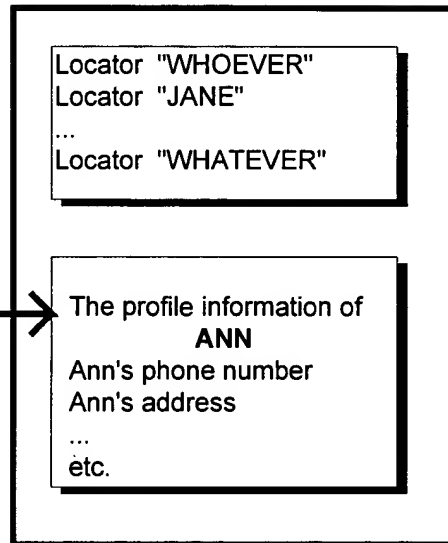 Locator "WHOEVER"
Locator "JANE"
...
Locator "WHATEVER"
The profile information of
ANN
Ann's phone number
Ann's address
...
etc.